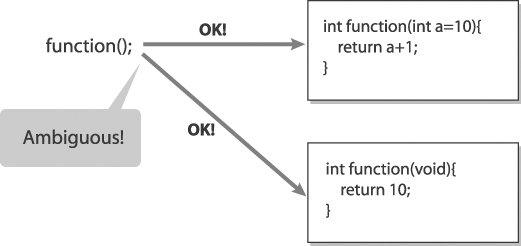 OK!
int function(int a=10){
return a+1;
}
function();
Ambiguous!
OK!
int function(void){
return 10;
}